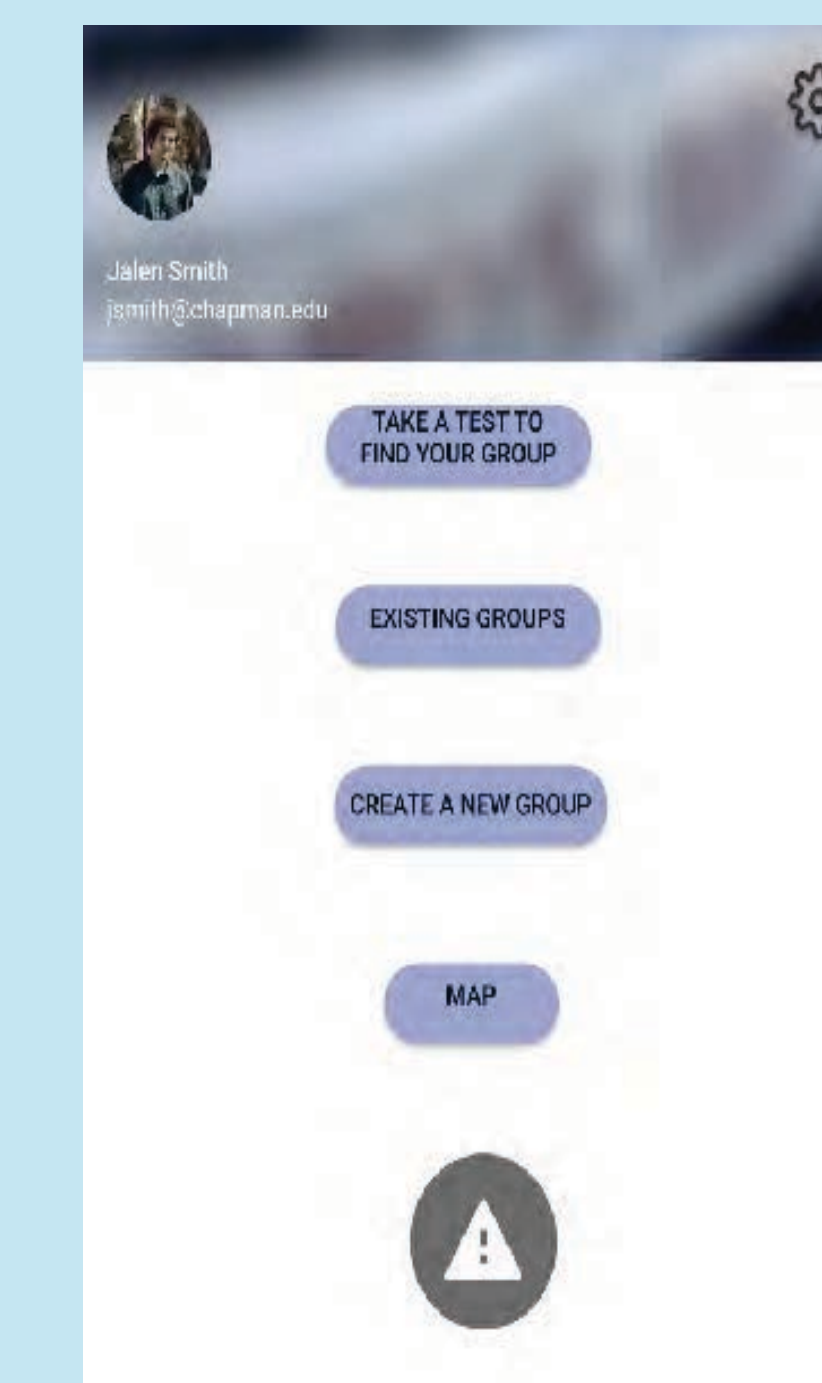 Jalen Smith
jsmith@chapman.edu
TAKE A TEST TO
FIND YOUR GROUP
EXISTING GROUPS
CREATE A NEW GROUP
MAP